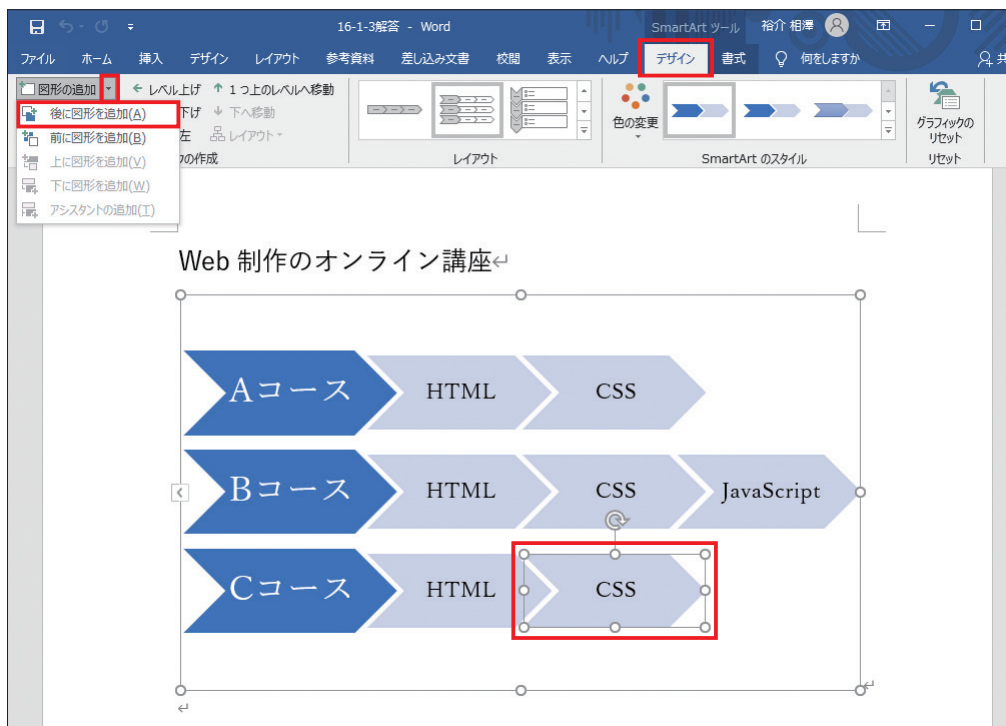 16-1-3解答 - Word
SmartArt ツール
裕介 相澤
ファイル ホーム 挿入 デザイン レイアウト 参考資料 差し込み文書 校閲 表示 ヘルプ デザイン 書式 何をしますか 共
図形の追加 レベル上げ 1 つ上のレベルへ移動
後に図形を追加(A) 下げ 下へ移動
前に図形を追加(B) 左 レイアウト
上に図形を追加(V) の作成
下に図形を追加(W)
アシスタントの追加(T)
レイアウト
色の変更
SmartArt のスタイル
グラフィックの
リセット
リセット
Web 制作のオンライン講座
Aコース HTML CSS
Bコース HTML CSS JavaScript
Cコース HTML CSS